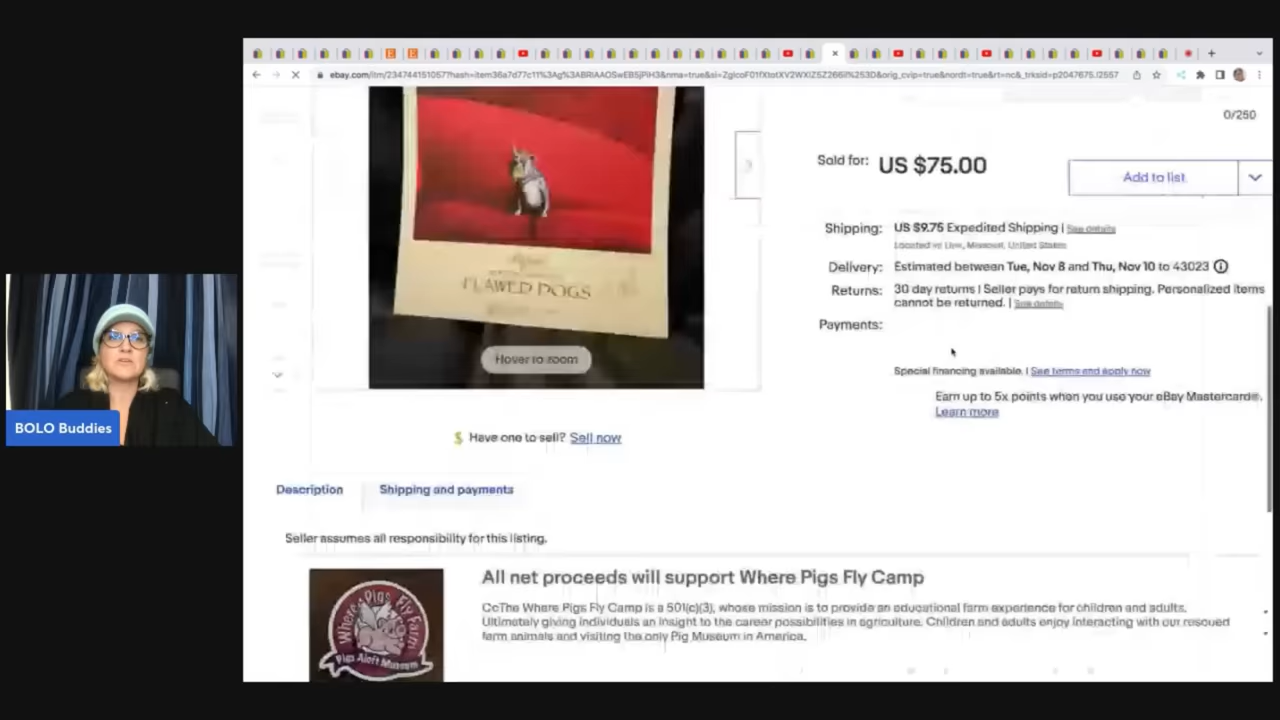 0/250
FLAWED DOGS
Sold for: US $75.00
Add to list
Shipping: US $9.75 Expedited Shipping | See details
Missouri, United States
Delivery: Estimated between Tue, Nov 8 and Thu, Nov 10 to 43023
Returns: 30 day returns | Seller pays for return shipping. Personalized items
cannot be returned. | See details
Payments:
Hover to zoom
Special financing available. | See terms and apply now
Earn up to 5x points when you use your eBay Mastercard®.
Learn more
Have one to sell? Sell now
BOLO Buddies
Description
Shipping and payments
Seller assumes all responsibility for this listing.
All net proceeds will support Where Pigs Fly Camp
CcThe Where Pigs Fly Camp is a 501(c)(3), whose mission is to provide an educational farm experience for children and adults.
Ultimately giving individuals an insight to the career possibilities in agriculture. Children and adults enjoy interacting with our rescued
farm animals and visiting the only Pig Museum in America.
Where Pigs Fly Farm
Pigs Aloft Museum